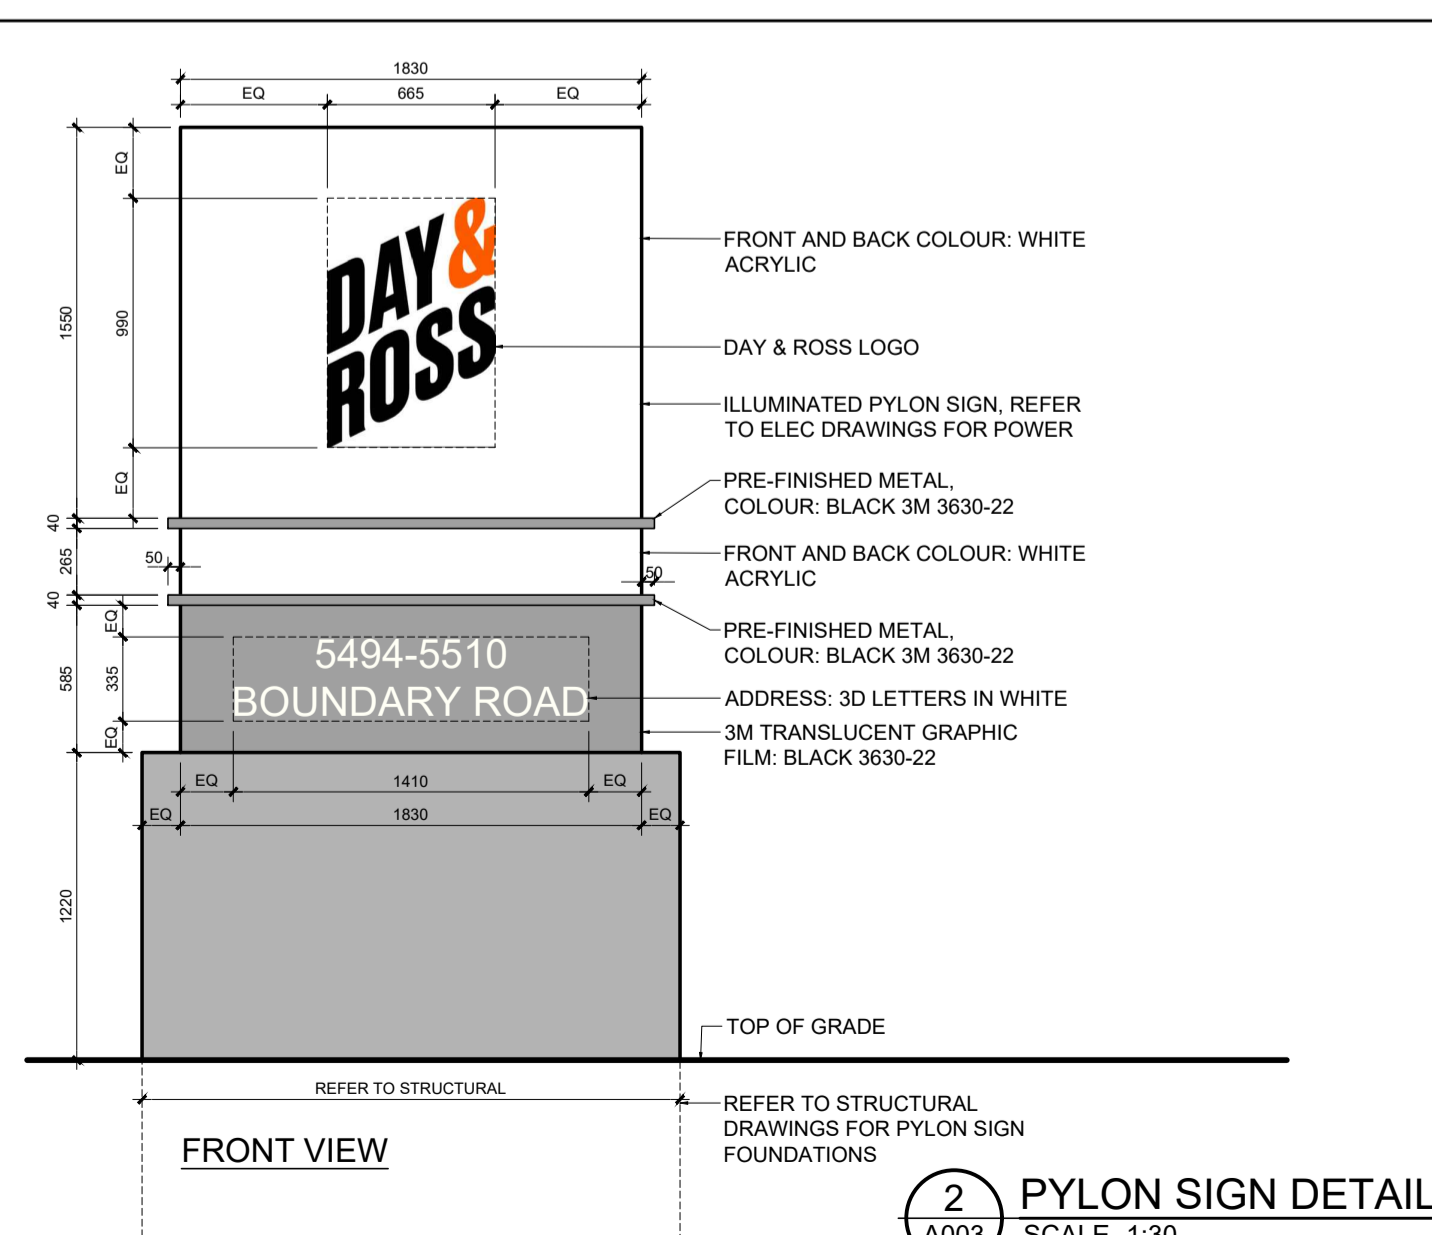 1830
EQ 665 EQ
EQ
1550
990
EQ
40
265
40
50
50
EQ
585
335
EQ
1220
DAY &
ROSS
FRONT AND BACK COLOUR: WHITE
ACRYLIC
DAY & ROSS LOGO
ILLUMINATED PYLON SIGN, REFER
TO ELEC DRAWINGS FOR POWER
PRE-FINISHED METAL,
COLOUR: BLACK 3M 3630-22
FRONT AND BACK COLOUR: WHITE
ACRYLIC
PRE-FINISHED METAL,
COLOUR: BLACK 3M 3630-22
5494-5510
BOUNDARY ROAD
ADDRESS: 3D LETTERS IN WHITE
3M TRANSLUCENT GRAPHIC
FILM: BLACK 3630-22
EQ 1410 EQ
EQ 1830 EQ
TOP OF GRADE
REFER TO STRUCTURAL
REFER TO STRUCTURAL
DRAWINGS FOR PYLON SIGN
FOUNDATIONS
FRONT VIEW
2
A003
PYLON SIGN DETAIL
SCALE 1:30